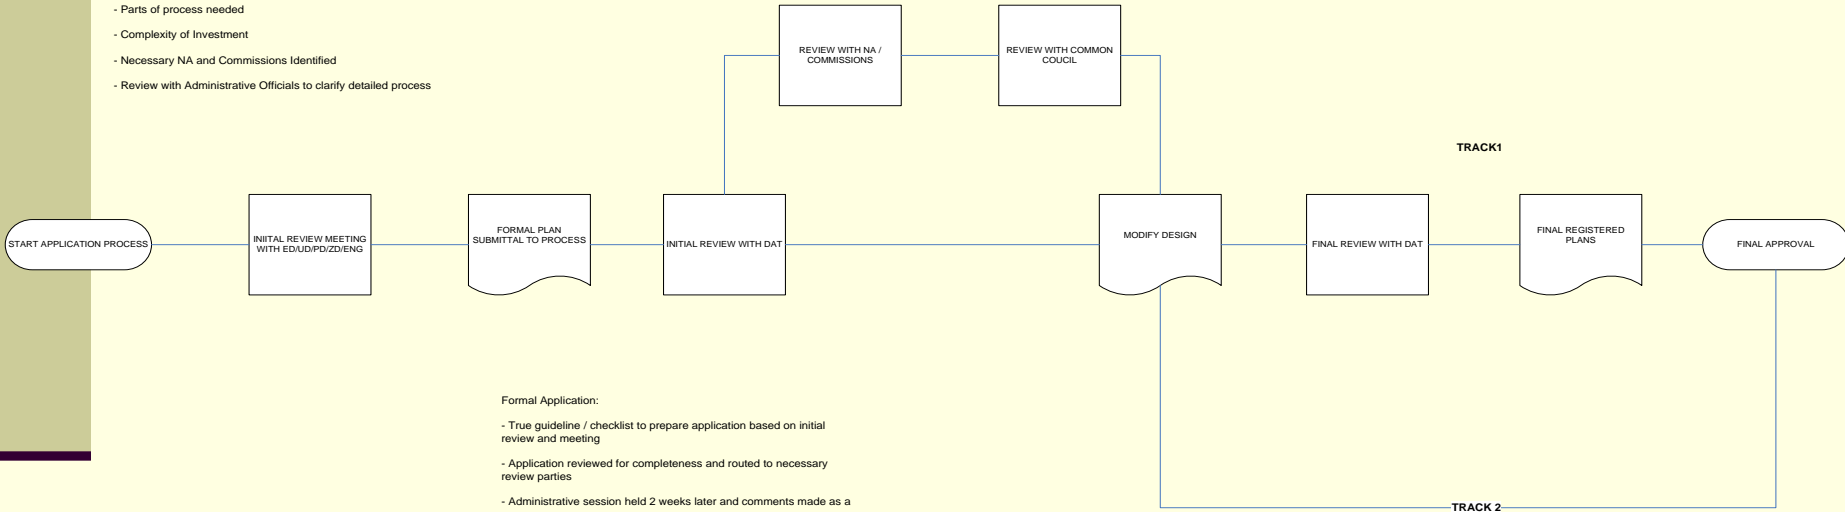 - Parts of process needed
- Complexity of Investment
- Necessary NA and Commissions Identified
- Review with Administrative Officials to clarify detailed process
REVIEW WITH NA /
COMMISSIONS
REVIEW WITH COMMON
COUCIL
TRACK1
START APPLICATION PROCESS
INIITAL REVIEW MEETING
WITH ED/UD/PD/ZD/ENG
FORMAL PLAN
SUBMITTAL TO PROCESS
INITIAL REVIEW WITH DAT
MODIFY DESIGN
FINAL REVIEW WITH DAT
FINAL REGISTERED
PLANS
FINAL APPROVAL
Formal Application:
- True guideline / checklist to prepare application based on initial
review and meeting
- Application reviewed for completeness and routed to necessary
review parties
- Administrative session held 2 weeks later and comments made as a
TRACK 2